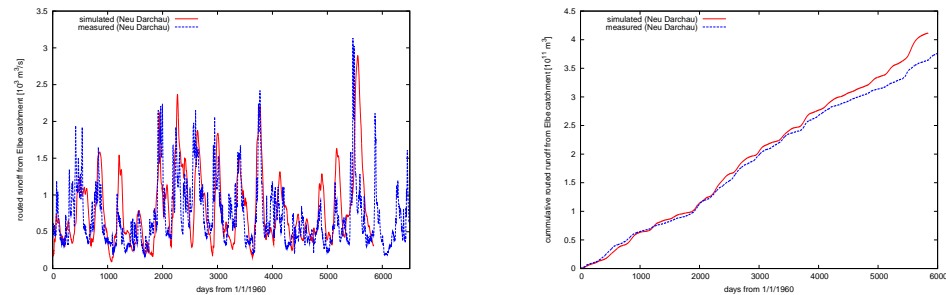 simulated (Neu Darchau)
measured (Neu Darchau)
routed runoff from Elbe catchment [10³ m³/s]
3.5
3
2.5
2
1.5
1
0.5
0
0 1000 2000 3000 4000 5000 6000
days from 1/1/1960
simulated (Neu Darchau)
measured (Neu Darchau)
cummulative routed runoff from Elbe catchment [10¹¹ m³]
4.5
4
3.5
3
2.5
2
1.5
1
0.5
0
0 1000 2000 3000 4000 5000 6000
days from 1/1/1960